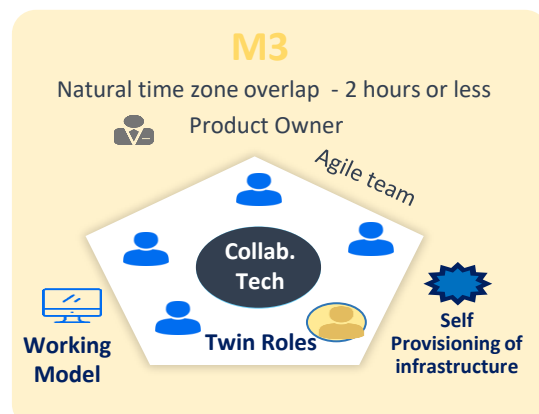 M3
Natural time zone overlap - 2 hours or less
Product Owner
Agile team
Collab.
Tech
Twin Roles
Working
Model
Self
Provisioning of
infrastructure